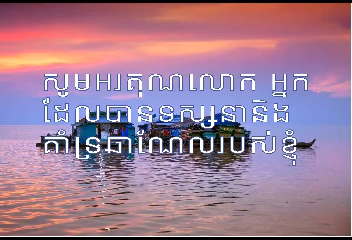 សូមអរគុណលោក អ្នក
ដែលបានទស្សនានិង
គាំទ្រឆាណែលរបស់ខ្ញុំ